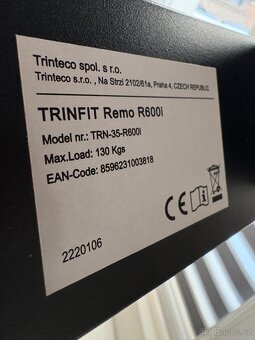 Trinteco spol. s r.o.
Trinteco s.r.o., Na Strzi 2102/61a, Praha 4, CZECH REPUBLIC
TRINFIT Remo R600I
Model nr.: TRN-35-R600I
Max.Load: 130 Kgs
EAN-Code: 8596231003818
CE
2220106